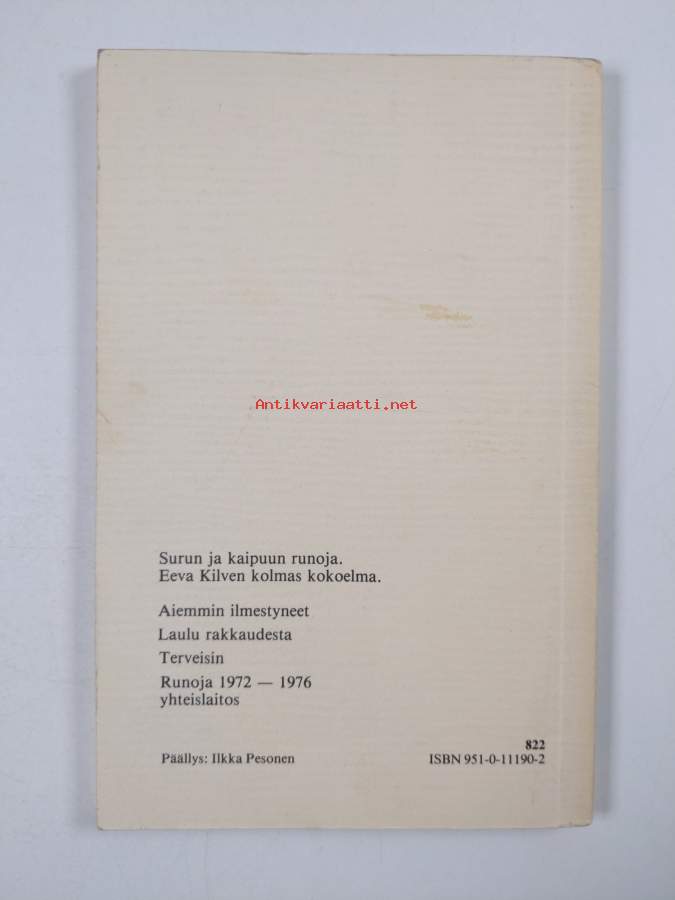 Antikvariaatti.net
Surun ja kaipuun runoja.
Eeva Kilven kolmas kokoelma.
Aiemmin ilmestyneet
Laulu rakkaudesta
Terveisin
Runoja 1972 — 1976
yhteislaitos
822
Päällys: Ilkka Pesonen ISBN 951-0-11190-2